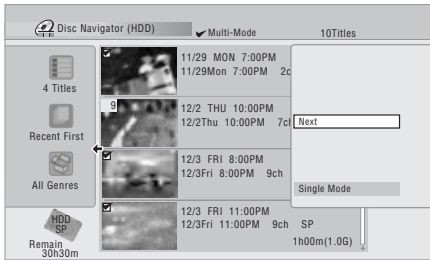 Disc Navigator (HDD)
Multi-Mode
10Titles
4 Titles
Recent First
All Genres
HDD
SP
Remain
30h30m
11/29 MON 7:00PM
11/29Mon 7:00PM 2c
9
12/2 THU 10:00PM
12/2Thu 10:00PM 7cl
12/3 FRI 8:00PM
12/3Fri 8:00PM 9ch
12/3 FRI 11:00PM
12/3Fri 11:00PM 9ch SP
1h00m(1.0G)
Next
Single Mode